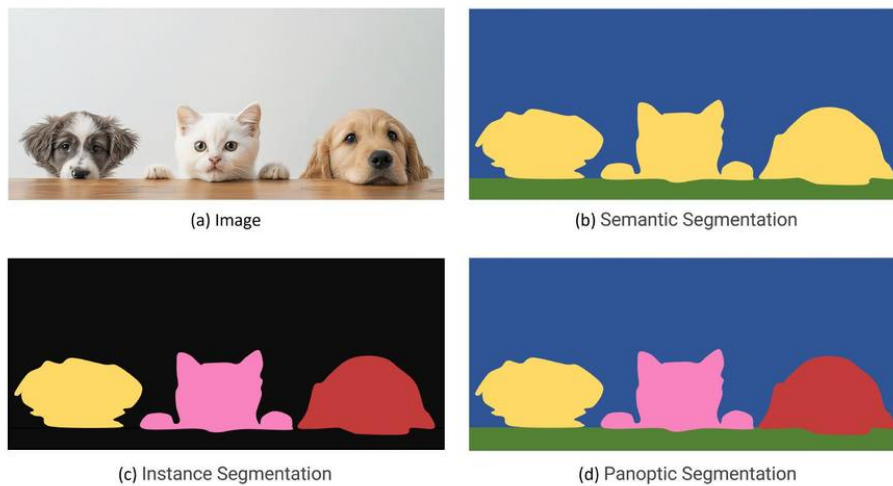 (a) Image
(b) Semantic Segmentation
(c) Instance Segmentation
(d) Panoptic Segmentation